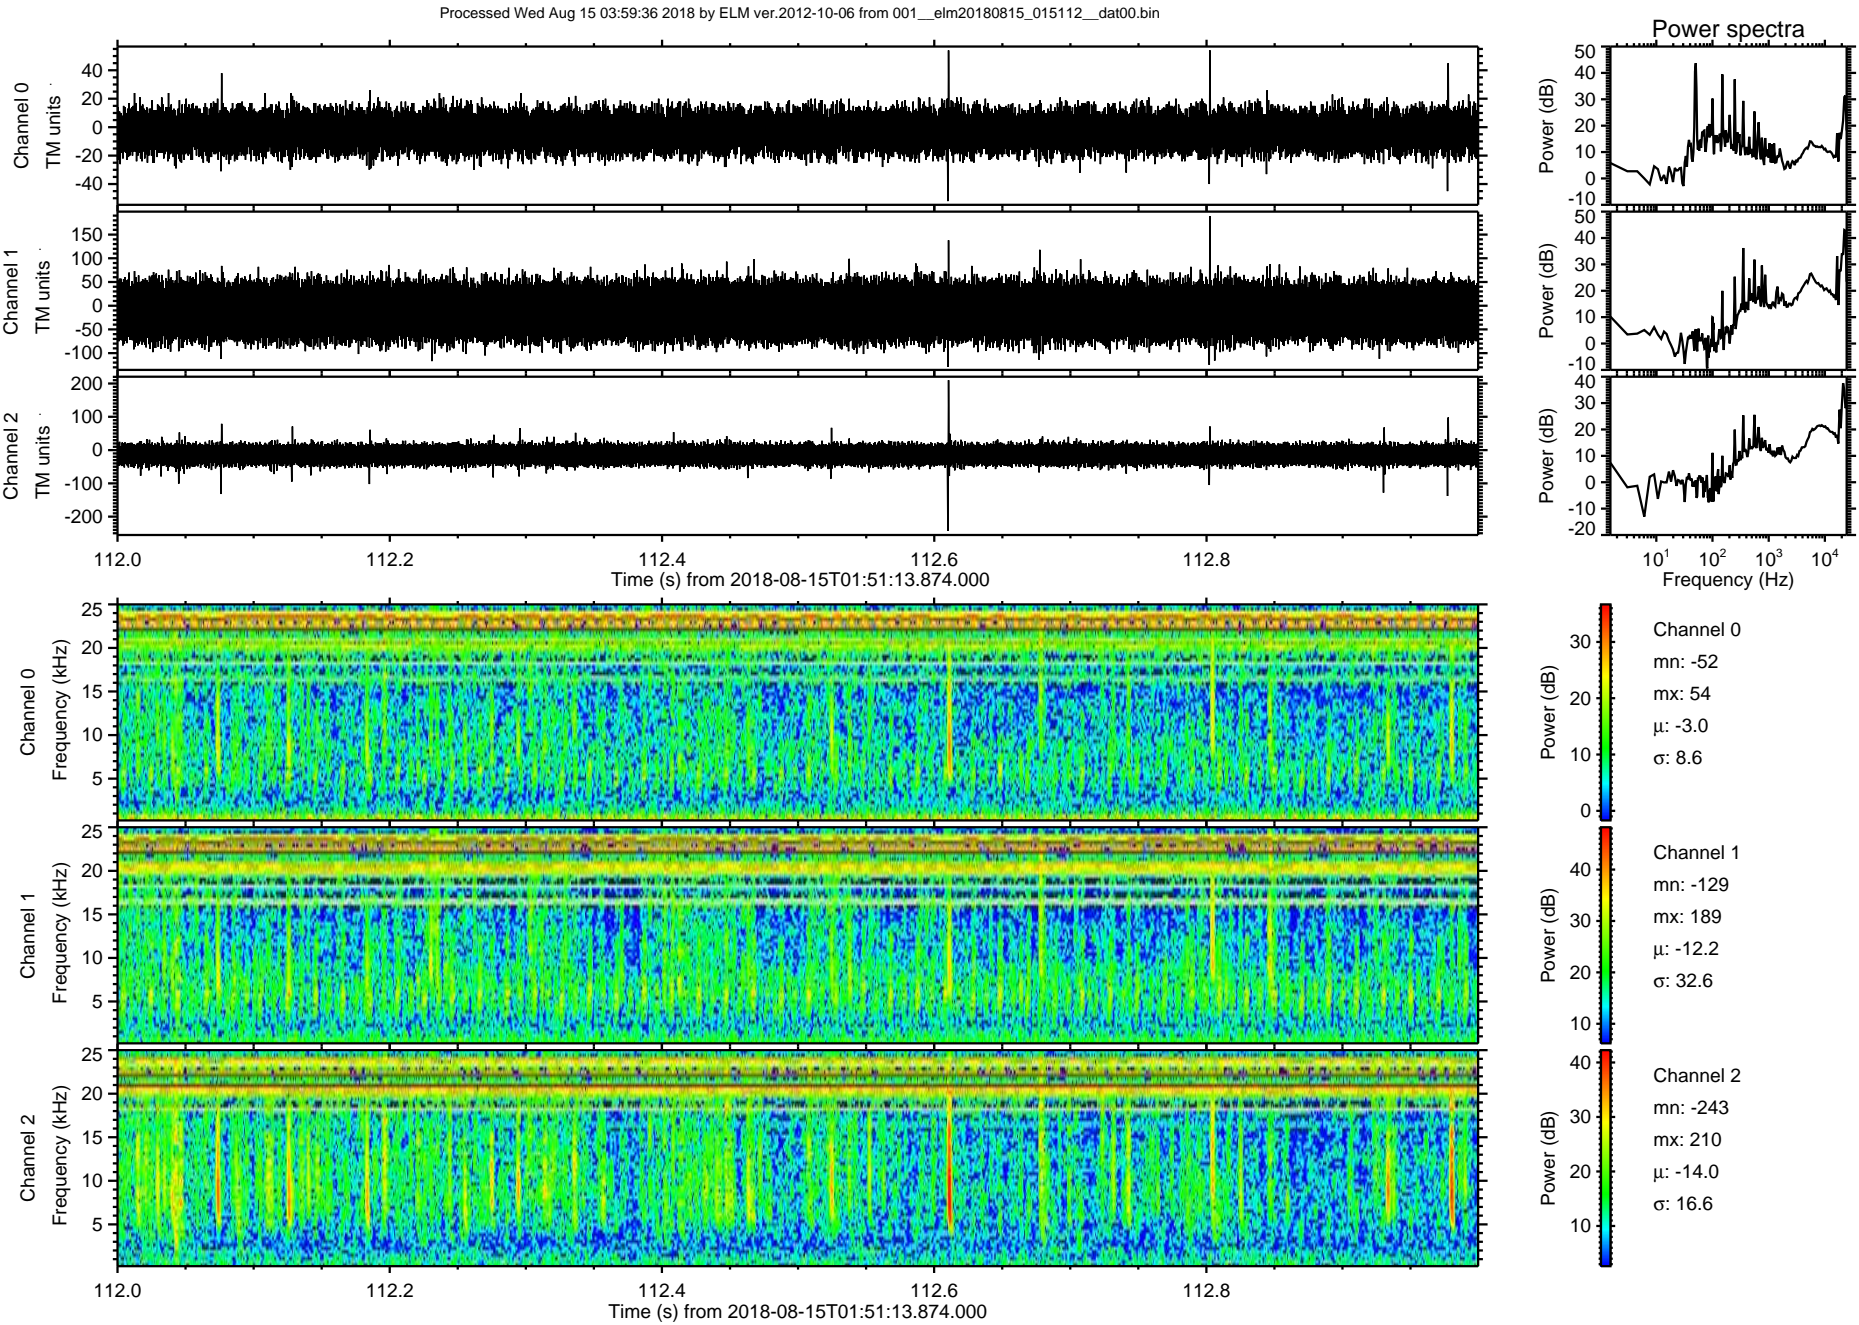 Processed Wed Aug 15 03:59:36 2018 by ELM ver.2012-10-06 from 001__elm20180815_015112__dat00.bin
Power spectra
Channel 0
TM units
40
20
0
-20
-40
Power (dB)
50
40
30
20
10
0
-10
Channel 1
TM units
150
100
50
0
-50
-100
Power (dB)
50
40
30
20
10
0
-10
Channel 2
TM units
200
100
0
-100
-200
Power (dB)
40
30
20
10
0
-10
-20
112.0 112.2 112.4 112.6 112.8
Time (s) from 2018-08-15T01:51:13.874.000
10¹ 10² 10³ 10⁴
Frequency (Hz)
Channel 0
Frequency (kHz)
25
20
15
10
5
Power (dB)
30
20
10
0
Channel 0
mn: -52
mx: 54
μ: -3.0
σ: 8.6
Channel 1
Frequency (kHz)
25
20
15
10
5
Power (dB)
40
30
20
10
Channel 1
mn: -129
mx: 189
μ: -12.2
σ: 32.6
Channel 2
Frequency (kHz)
25
20
15
10
5
Power (dB)
40
30
20
10
Channel 2
mn: -243
mx: 210
μ: -14.0
σ: 16.6
112.0 112.2 112.4 112.6 112.8
Time (s) from 2018-08-15T01:51:13.874.000